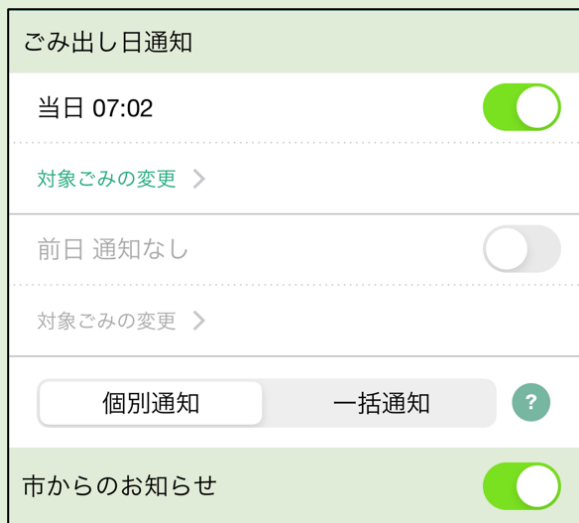 ごみ出し日通知
当日 07:02
対象ごみの変更 >
前日 通知なし
対象ごみの変更 >
個別通知 一括通知 ?
市からのお知らせ